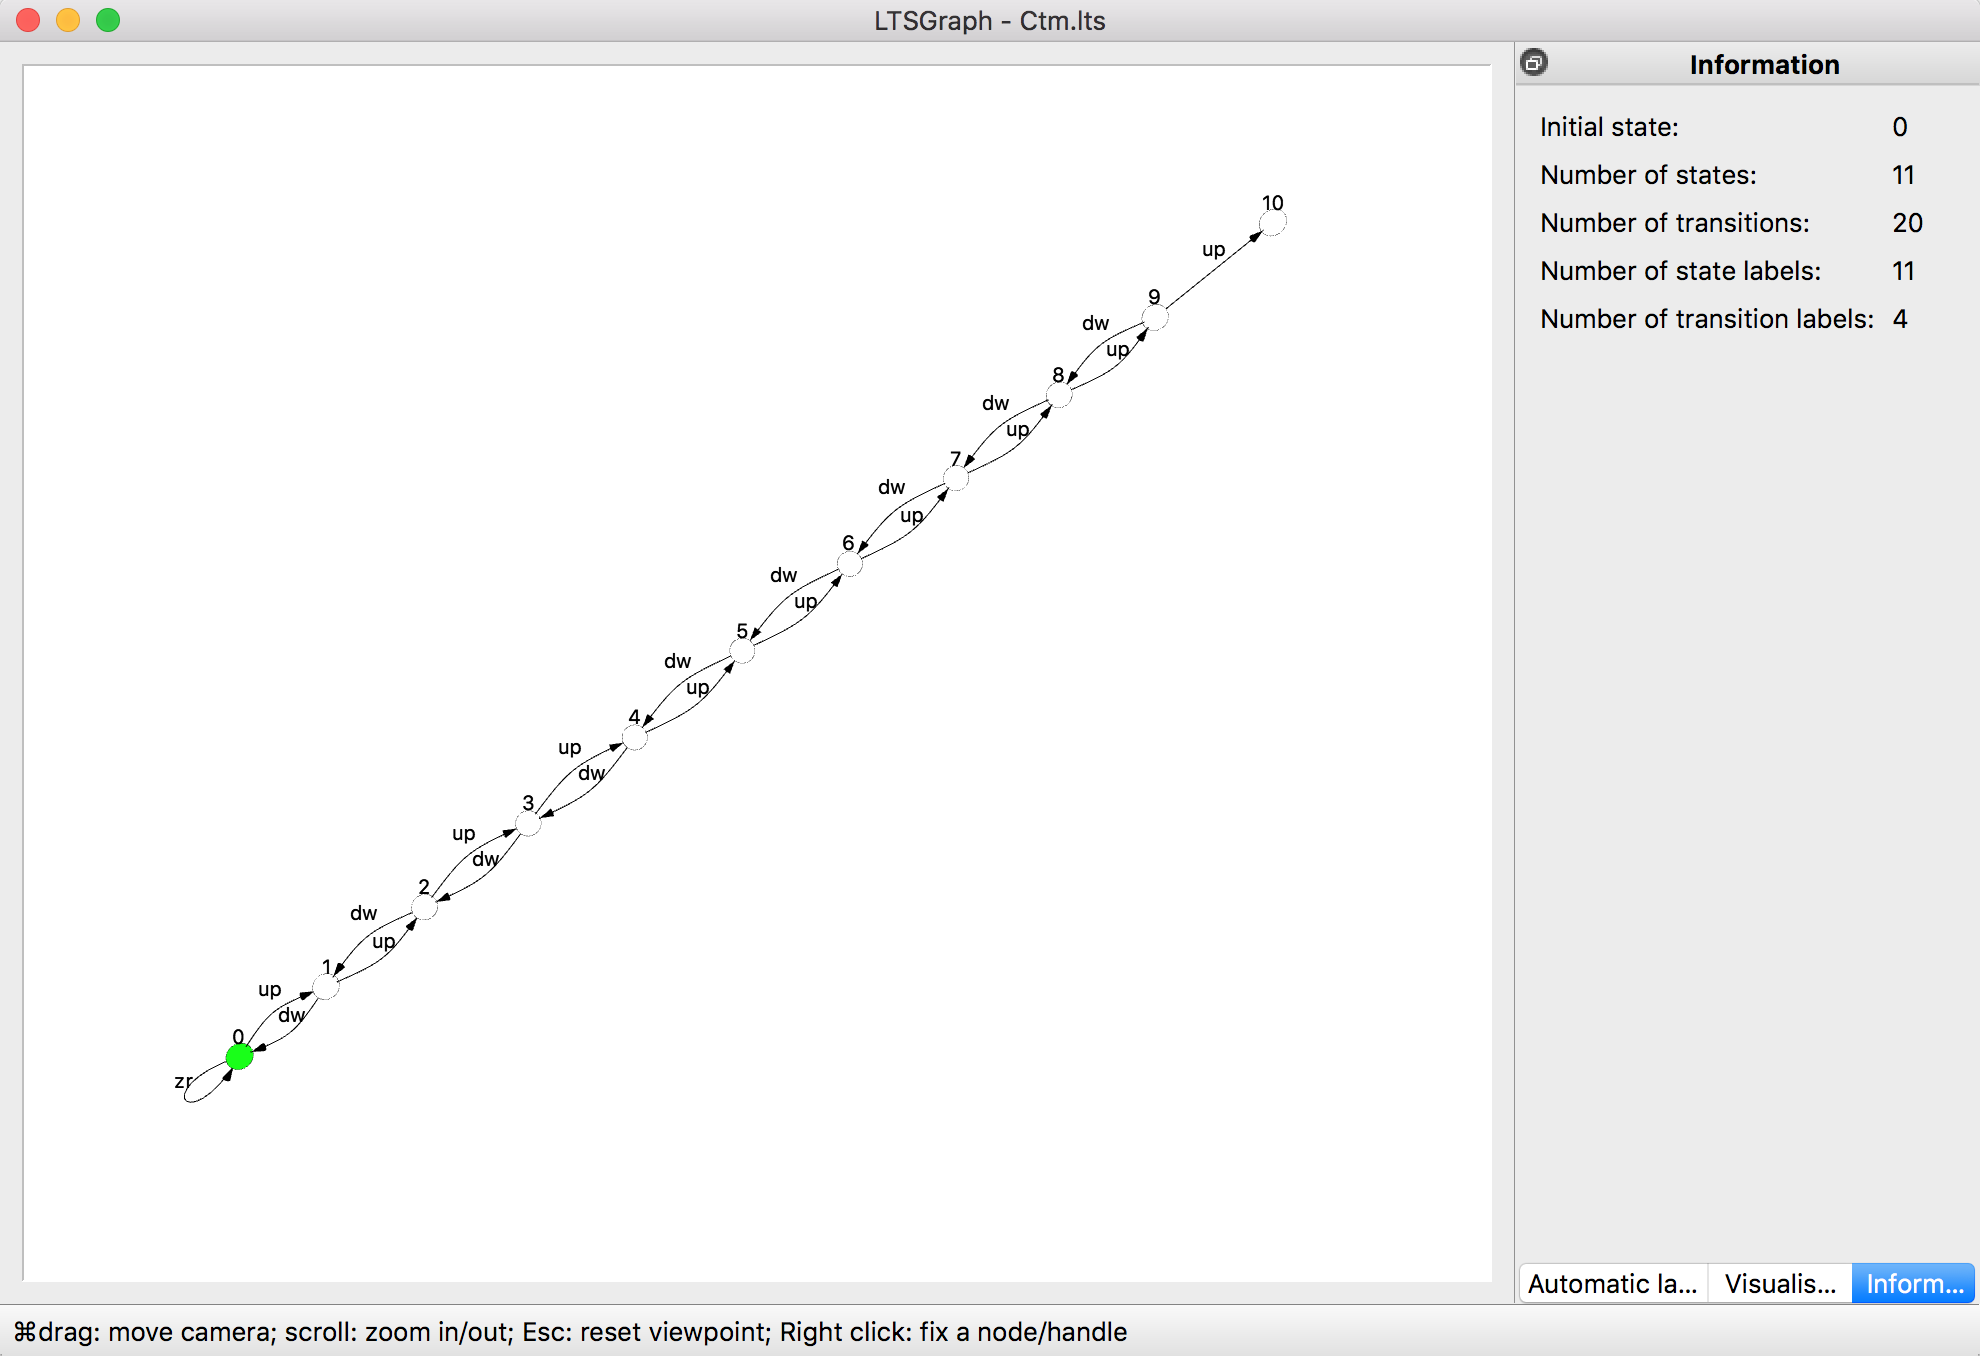 LTSGraph - Ctm.lts
Information
Initial state: 0
Number of states: 11
Number of transitions: 20
Number of state labels: 11
Number of transition labels: 4
10
up
9
dw
up
8
dw
up
7
dw
up
6
dw
up
5
dw
up
4
up
dw
3
up
dw
2
dw
up
1
up
dw
0
zr
Automatic la... Visualis... Inform...
⌘drag: move camera; scroll: zoom in/out; Esc: reset viewpoint; Right click: fix a node/handle